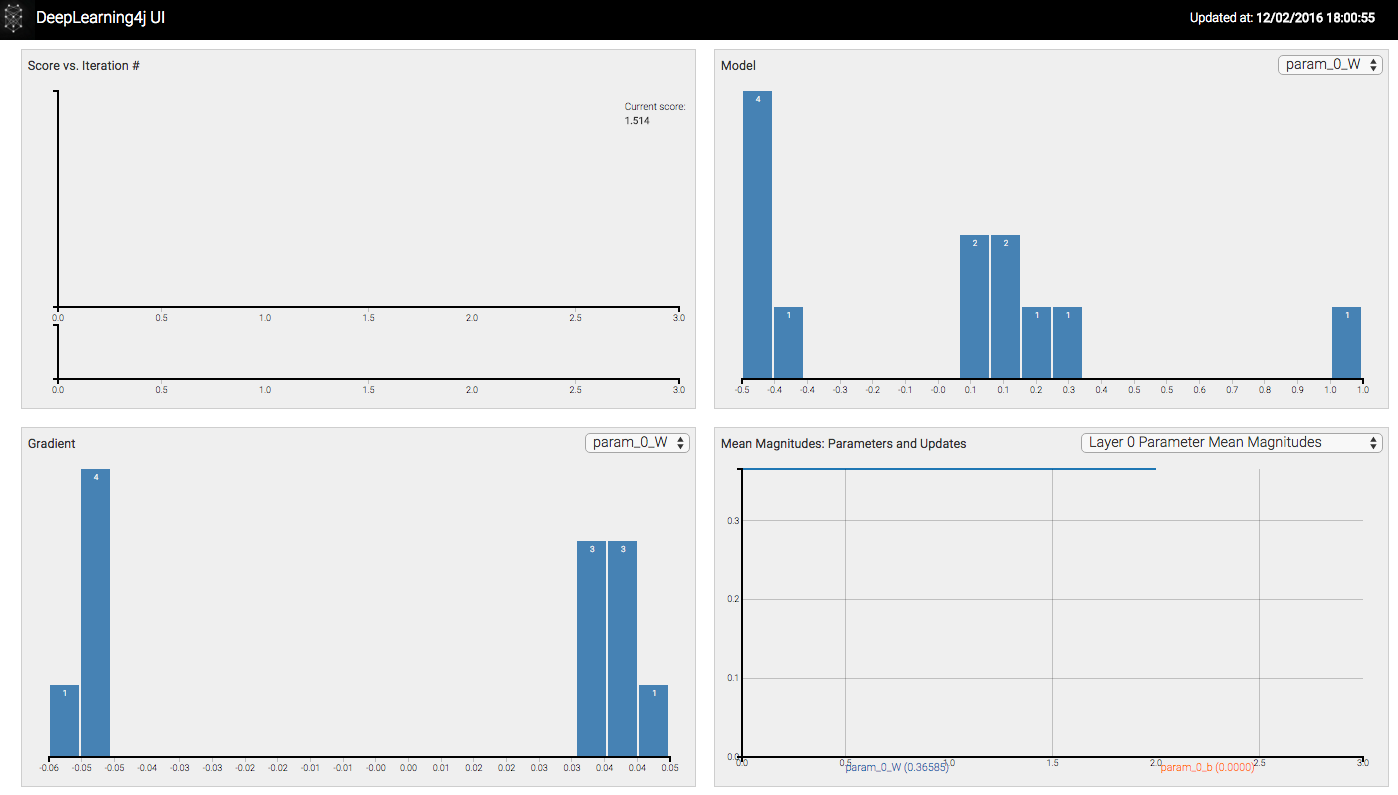 DeepLearning4j UI
Updated at: 12/02/2016 18:00:55
Score vs. Iteration #
Current score:
1.514
0.0 0.5 1.0 1.5 2.0 2.5 3.0
0.0 0.5 1.0 1.5 2.0 2.5 3.0
Model
param_0_W
4
2 2
1 1 1 1
-0.5 -0.4 -0.4 -0.3 -0.2 -0.1 -0.0 0.1 0.1 0.2 0.3 0.4 0.5 0.5 0.6 0.7 0.8 0.9 1.0 1.0
Gradient
param_0_W
4
3 3
1 1
-0.06 -0.05 -0.05 -0.04 -0.03 -0.03 -0.02 -0.02 -0.01 -0.01 -0.00 0.00 0.01 0.02 0.02 0.03 0.03 0.04 0.04 0.05
Mean Magnitudes: Parameters and Updates
Layer 0 Parameter Mean Magnitudes
0.3
0.2
0.1
0.0
0.0 0.5 1.0 1.5 2.0 2.5 3.0
param_0_W (0.36585) param_0_b (0.0000)